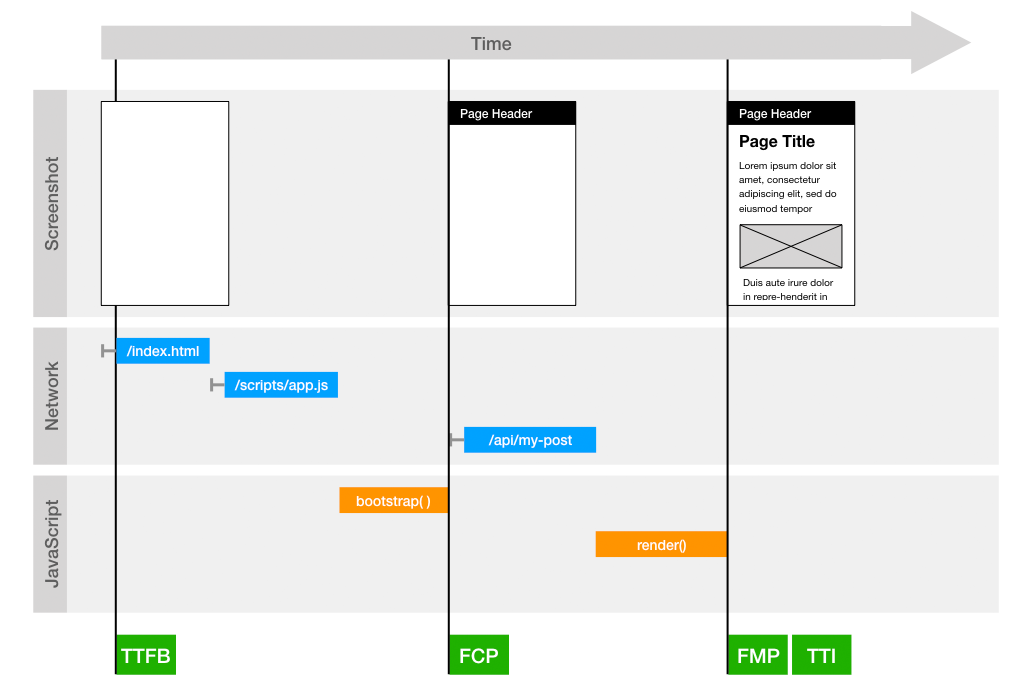 Time
Screenshot
Page Header
Page Header
Page Title
Lorem ipsum dolor sit
amet, consectetur
adipiscing elit, sed do
eiusmod tempor
Duis aute irure dolor
in repre-henderit in
Network
/index.html
/scripts/app.js
/api/my-post
JavaScript
bootstrap( )
render()
TTFB
FCP
FMP
TTI